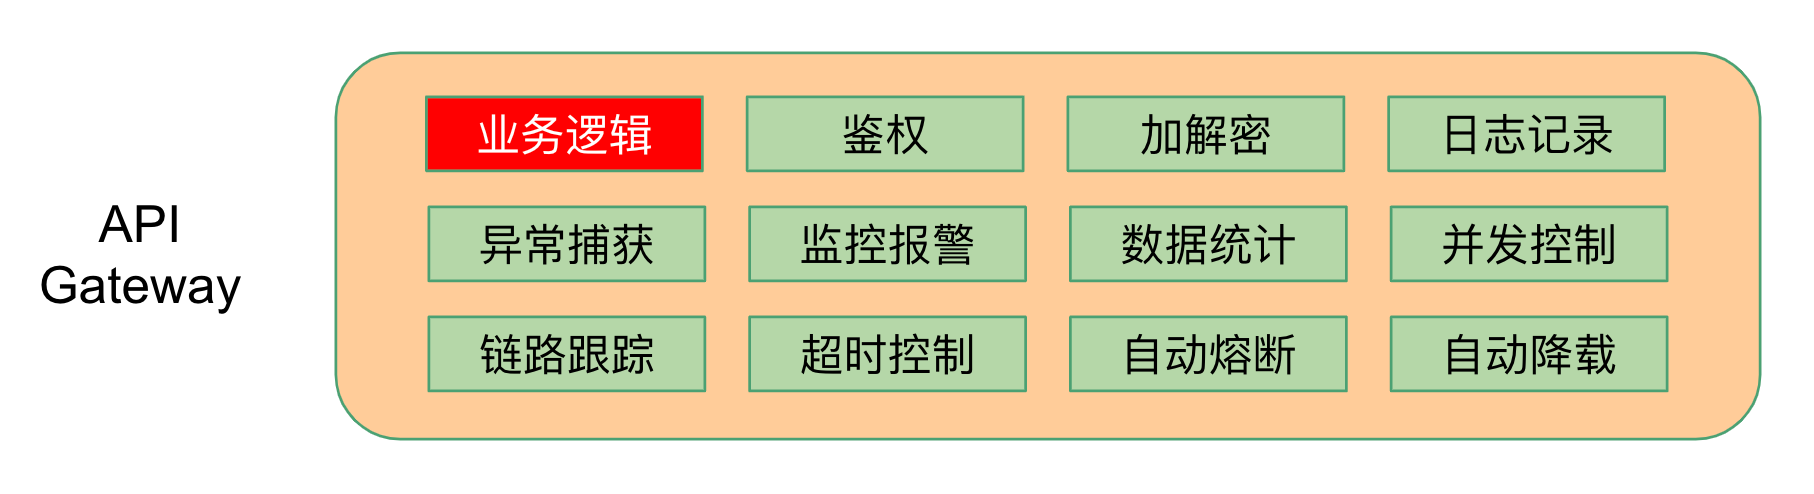 API
Gateway
业务逻辑
鉴权
加解密
日志记录
异常捕获
监控报警
数据统计
并发控制
链路跟踪
超时控制
自动熔断
自动降载